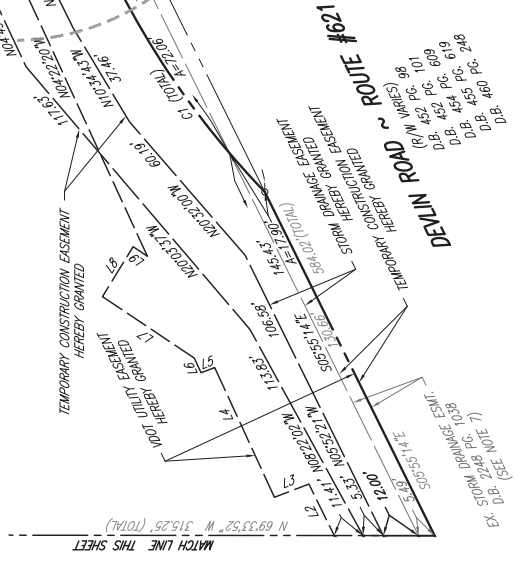 N04°22'20"W
117.63'
N10°34'43"W
37.46'
A=72.06'
C1 (TOTAL)
60.19'
N20°32'00"W
N20°03'37"W
TEMPORARY CONSTRUCTION EASEMENT
HEREBY GRANTED
L8
L9
L7
VDOT UTILITY EASEMENT
HEREBY GRANTED
L6
L5
L4
L3
L2
DEVLIN ROAD ~ ROUTE #621
(R/W VARIES)
D.B. 452 PG. 98
D.B. 452 PG. 101
D.B. 454 PG. 609
D.B. 455 PG. 619
D.B. 460 PG. 248
STORM DRAINAGE EASEMENT
HEREBY GRANTED
STORM CONSTRUCTION EASEMENT
TEMPORARY CONSTRUCTION EASEMENT
HEREBY GRANTED
A=17.90'
145.43'
584.02'(TOTAL)
106.58'
S05°55'14"E
130.66'
113.83'
N08°22'02"W
N05°52'21"W
11.41'
5.33'
12.00'
5.49'
S05°55'14"E
EX. STORM DRAINAGE ESMT.
D.B. 2248 PG. 1038
(SEE NOTE 7)
N 69°33'52" W 315.25' (TOTAL)
MATCH LINE THIS SHEET